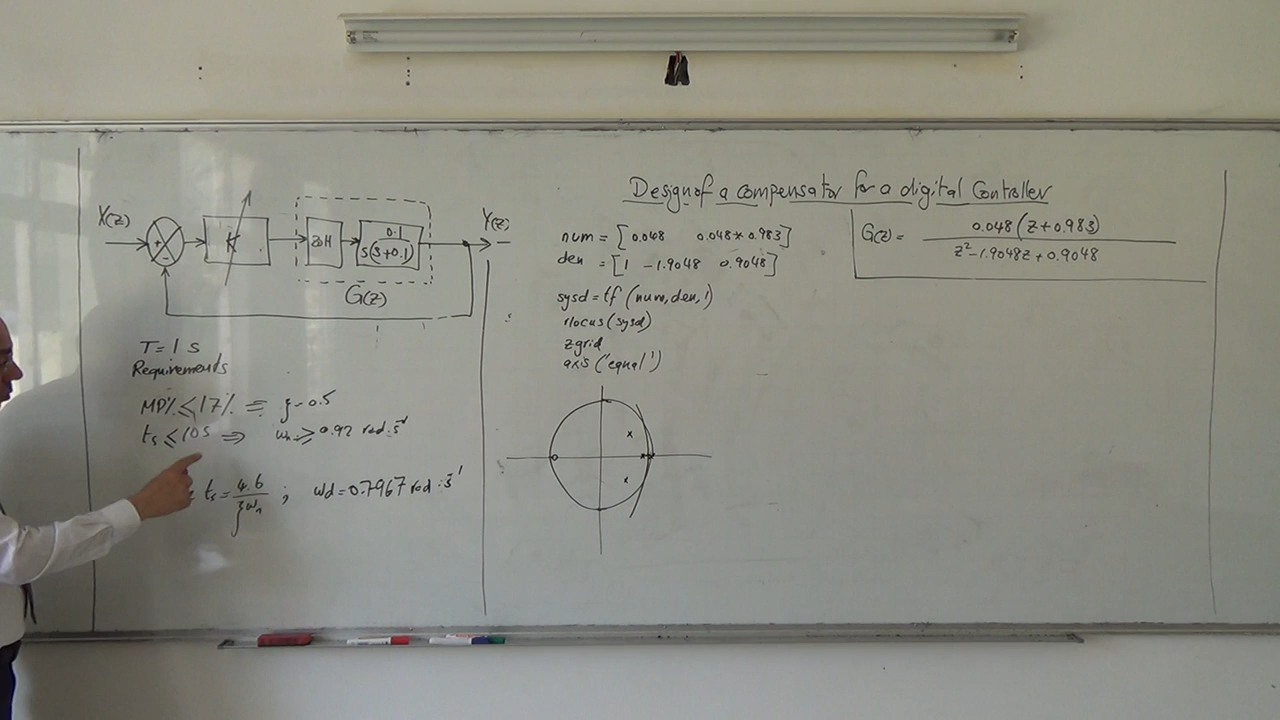 Design of a compensator for a digital Controller
X(z)
+
-
K
ZOH
0.1
s(s+0.1)
G(z)
Y(z)
T=1 s
Requirements
MP% ≤ 17% = ζ=0.5
ts ≤ 10s ⇒ ωn ≥ 0.92 rad.s⁻¹
ts = 4.6 / ζωn ; ωd=0.7967 rad.s⁻¹
num = [0.048 0.048*0.983]
den = [1 -1.9048 0.9048]
sysd=tf(num,den,1)
rlocus(sysd)
zgrid
axis('equal')
G(z)= 0.048(z+0.983) / z²-1.9048z+0.9048